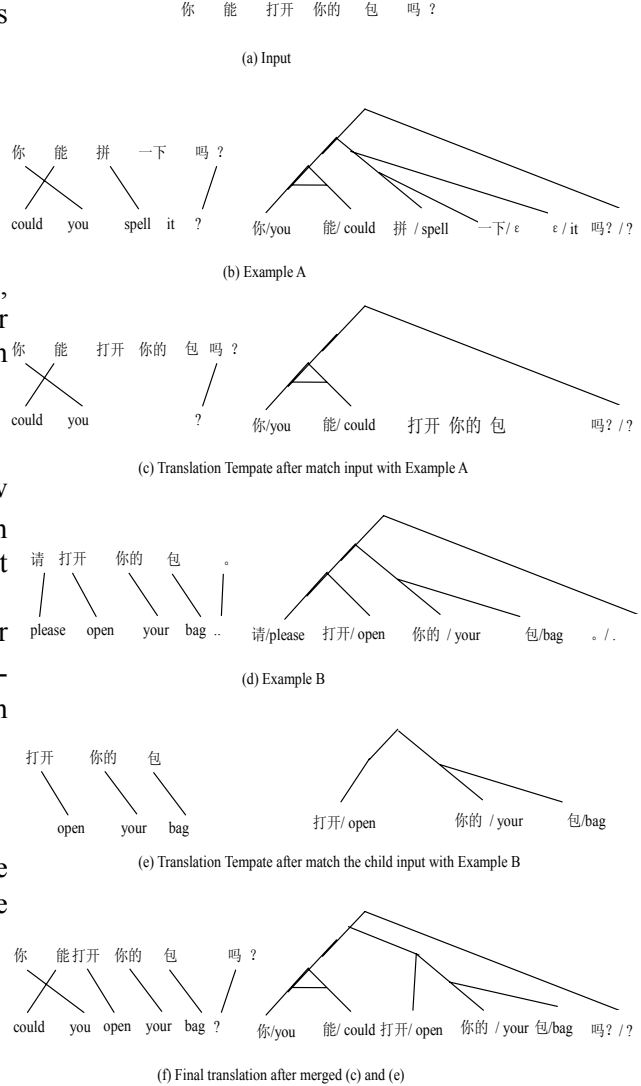 s
你 能 打开 你的 包 吗 ?
(a) Input
你 能 拼 一下 吗 ?
could you spell it ?
你/you 能/ could 拼 / spell 一下/ ε ε / it 吗? / ?
(b) Example A
,
r
n
你 能 打开 你的 包 吗 ?
could you ?
你/you 能/ could 打开 你的 包 吗? / ?
(c) Translation Tempate after match input with Example A
n
t
请 打开 你的 包 。
please open your bag ..
请/please 打开/ open 你的 / your 包/bag 。/ .
r
-
n
(d) Example B
打开 你的 包
open your bag
打开/ open 你的 / your 包/bag
(e) Translation Tempate after match the child input with Example B
e
e
你 能 打开 你的 包 吗 ?
could you open your bag ?
你/you 能/ could 打开/ open 你的 / your 包/bag 吗? / ?
(f) Final translation after merged (c) and (e)